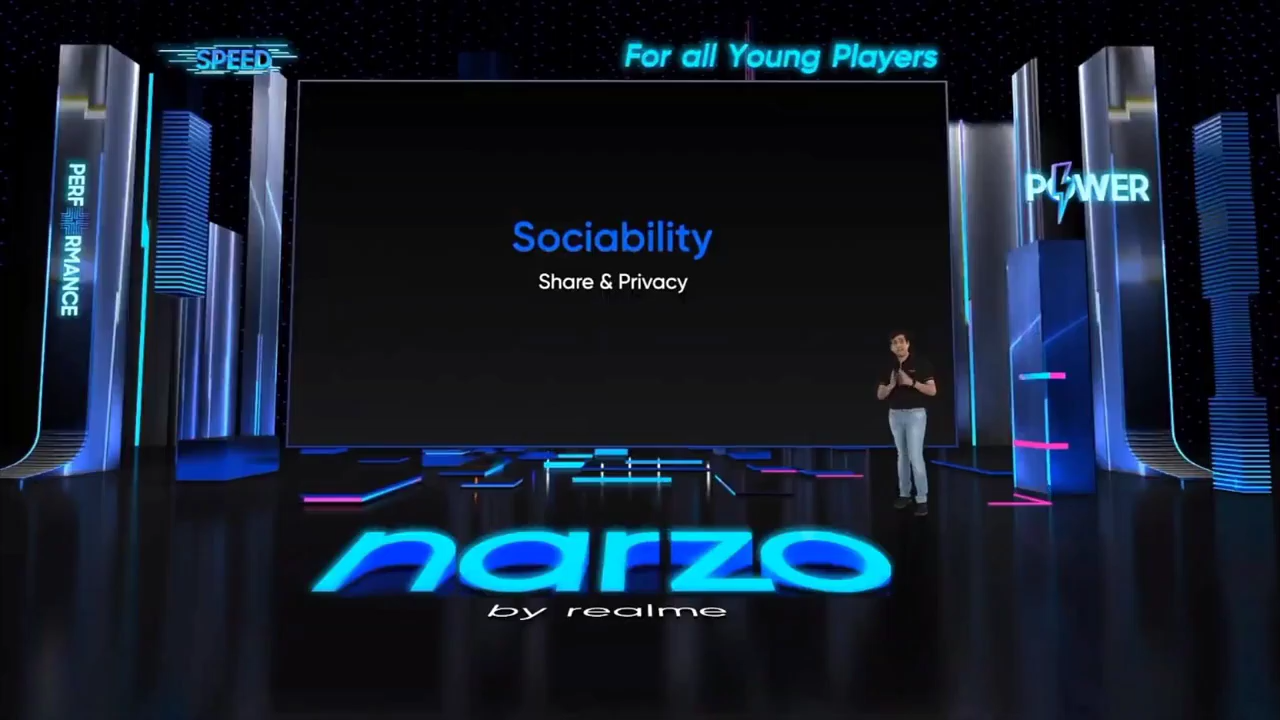 SPEED
For all Young Players
PERFORMANCE
POWER
Sociability
Share & Privacy
narzo
by realme